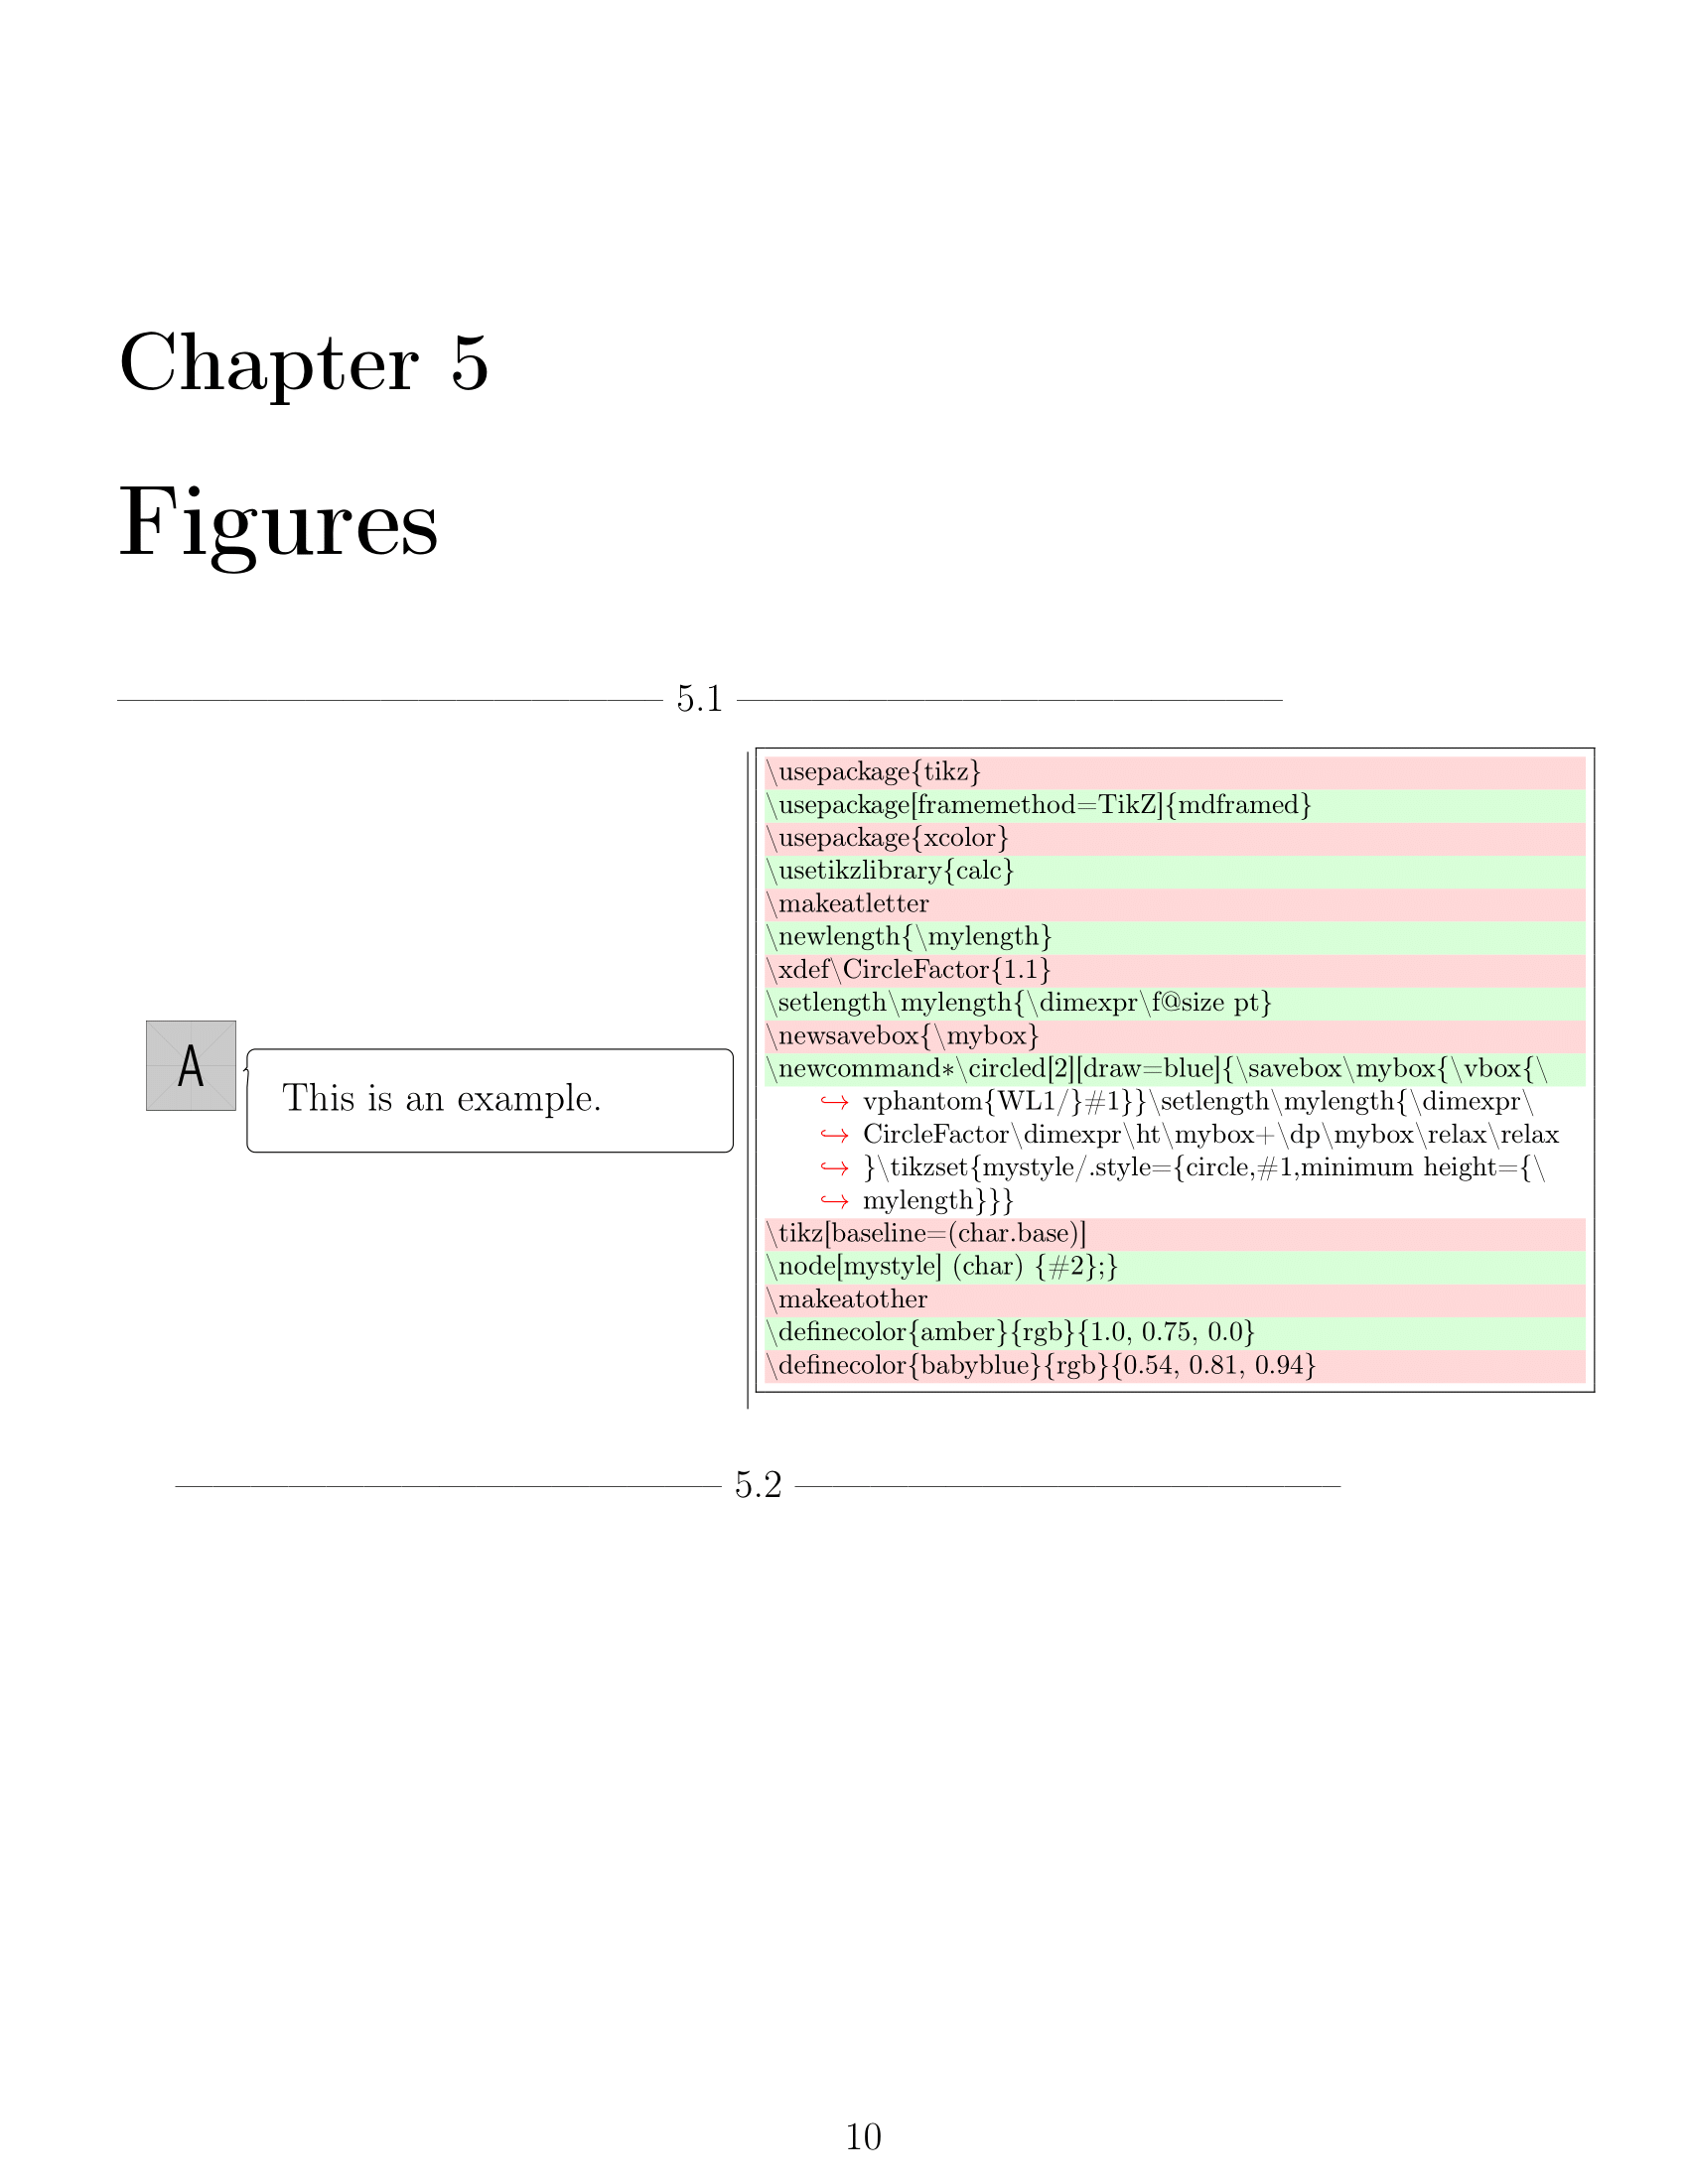 Chapter 5
Figures
5.1
A
This is an example.
\usepackage{tikz}
\usepackage[framemethod=TikZ]{mdframed}
\usepackage{xcolor}
\usetikzlibrary{calc}
\makeatletter
\newlength{\mylength}
\xdef\CircleFactor{1.1}
\setlength\mylength{\dimexpr\f@size pt}
\newsavebox{\mybox}
\newcommand*\circled[2][draw=blue]{\savebox\mybox{\vbox{\
↪ vphantom{WL1/}#1}}\setlength\mylength{\dimexpr\
↪ CircleFactor\dimexpr\ht\mybox+\dp\mybox\relax\relax
↪ }\tikzset{mystyle/.style={circle,#1,minimum height={\
↪ mylength}}}
\tikz[baseline=(char.base)]
\node[mystyle] (char) {#2};}
\makeatother
\definecolor{amber}{rgb}{1.0, 0.75, 0.0}
\definecolor{babyblue}{rgb}{0.54, 0.81, 0.94}
5.2
10